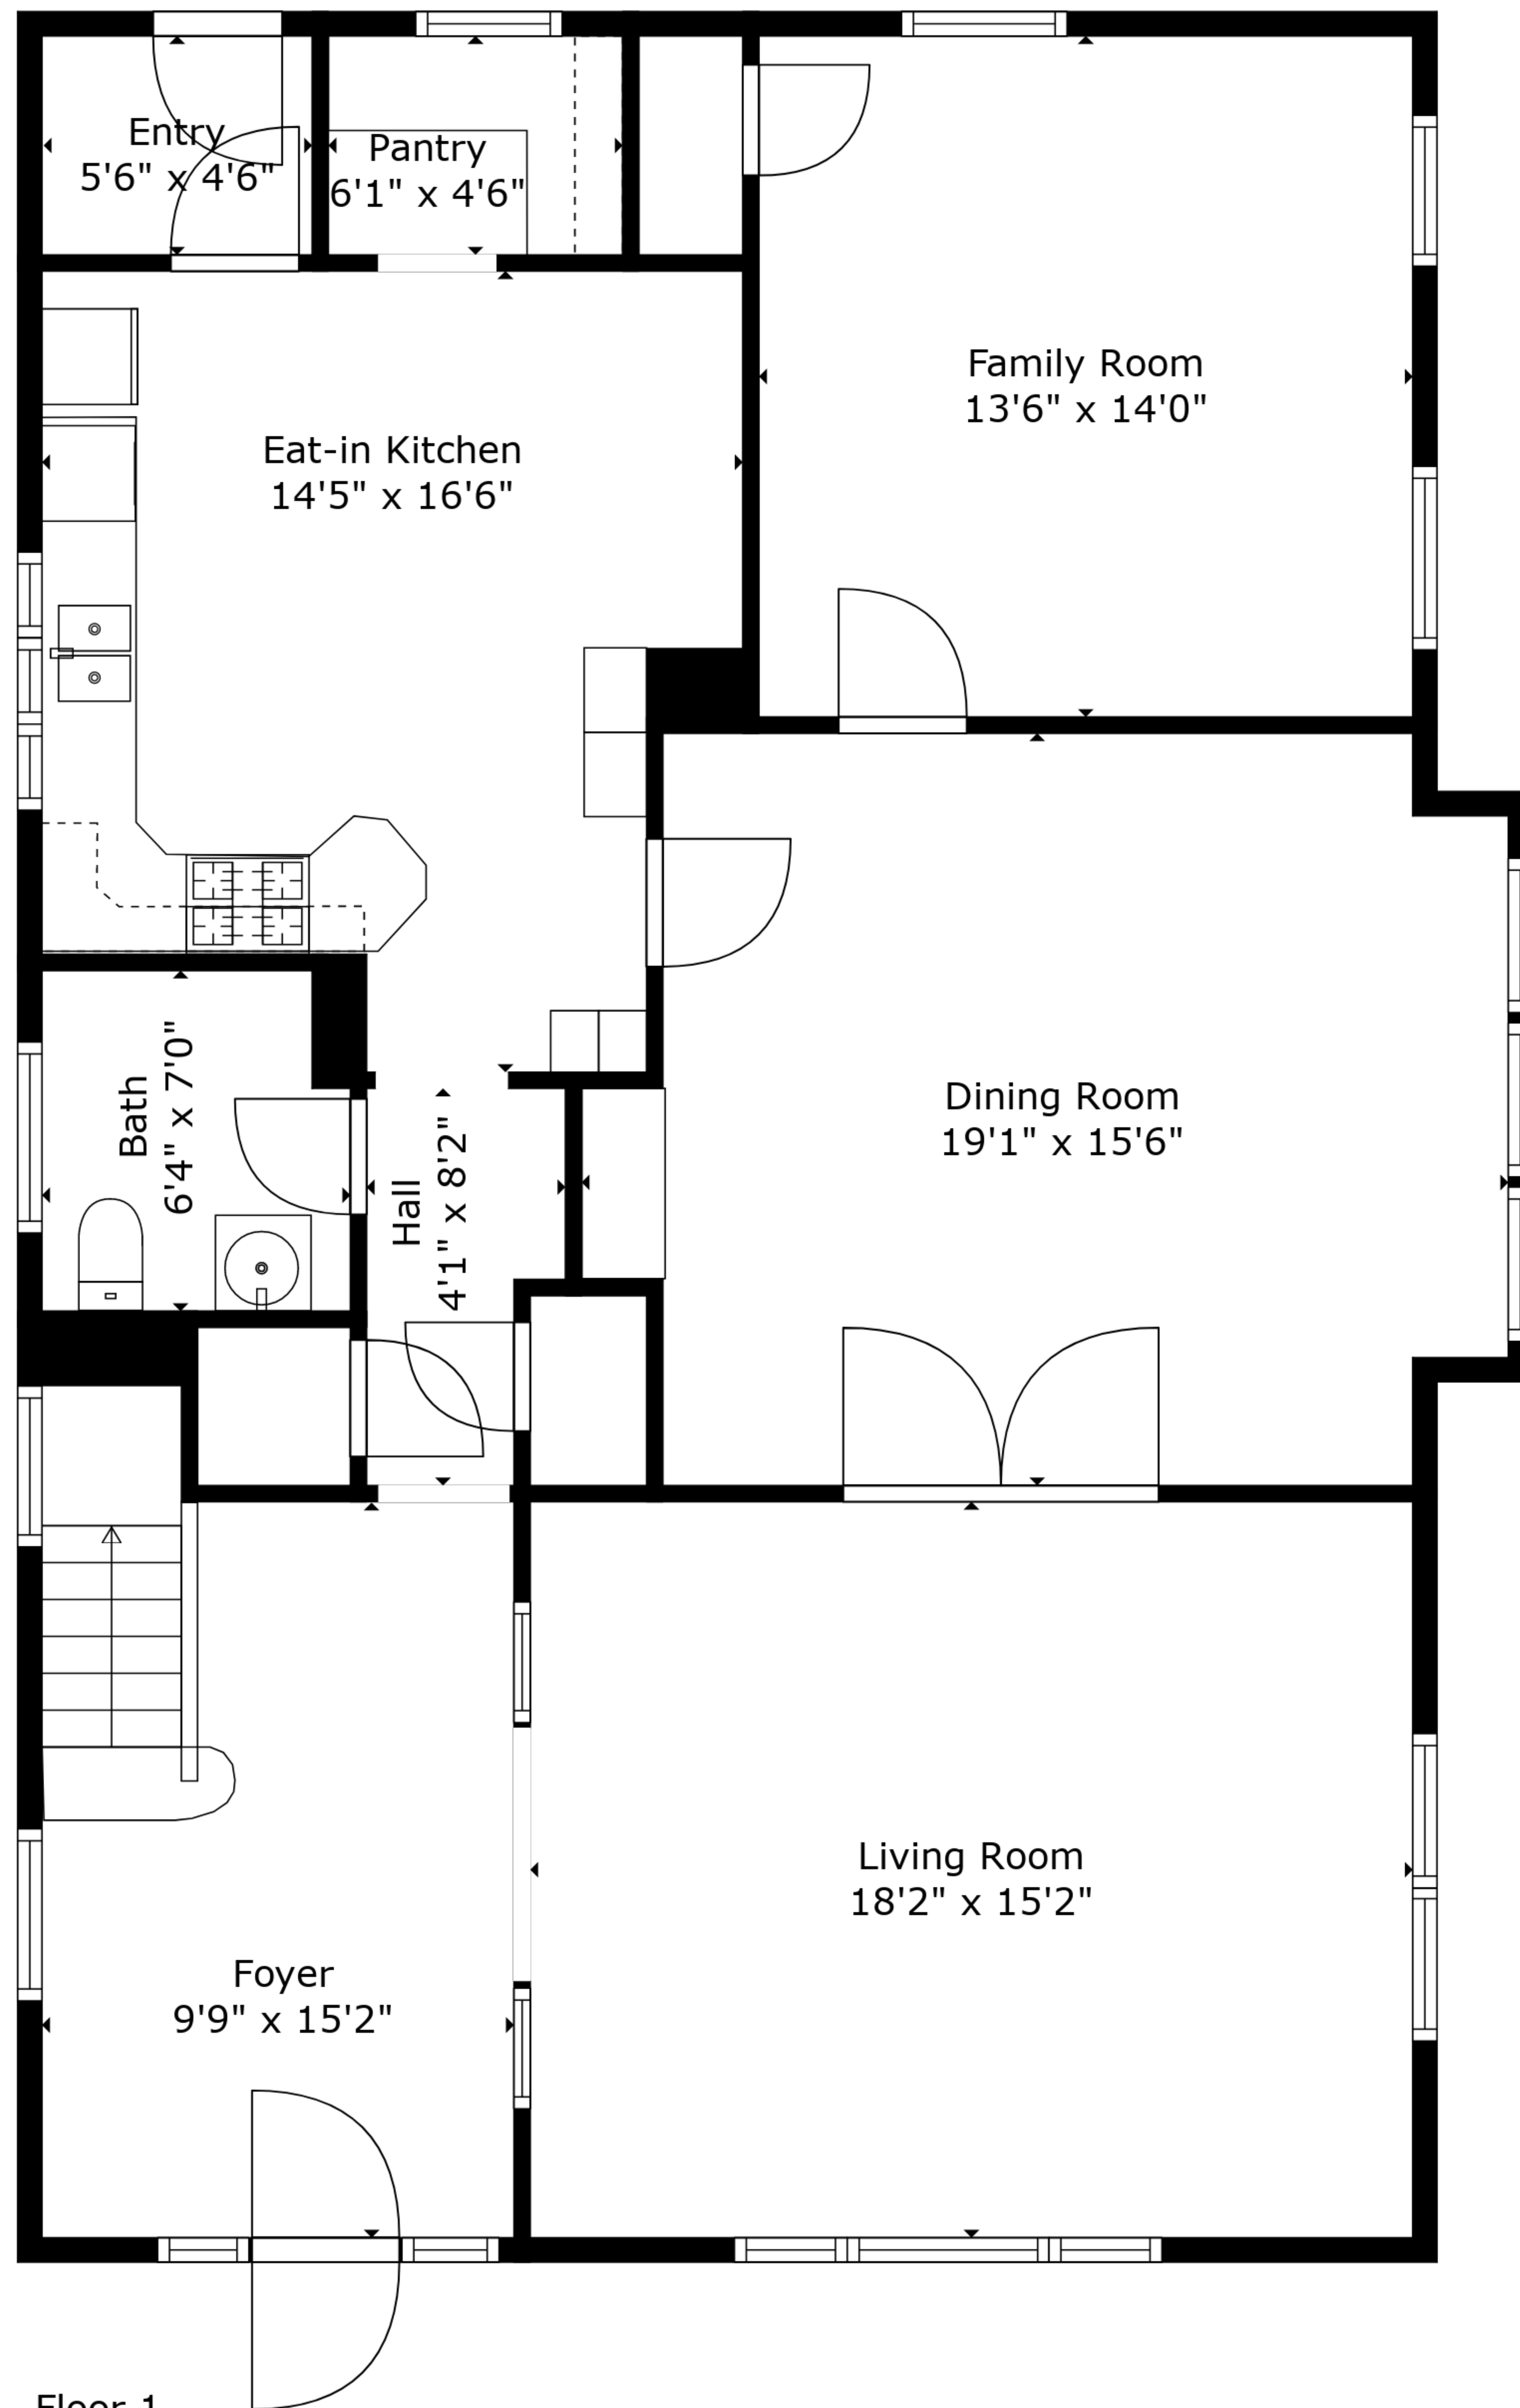 Entry
5'6" x 4'6"
Pantry
6'1" x 4'6"
Family Room
13'6" x 14'0"
Eat-in Kitchen
14'5" x 16'6"
Bath
6'4" x 7'0"
Hall
4'1" x 8'2"
Dining Room
19'1" x 15'6"
Living Room
18'2" x 15'2"
Foyer
9'9" x 15'2"
Floor 1